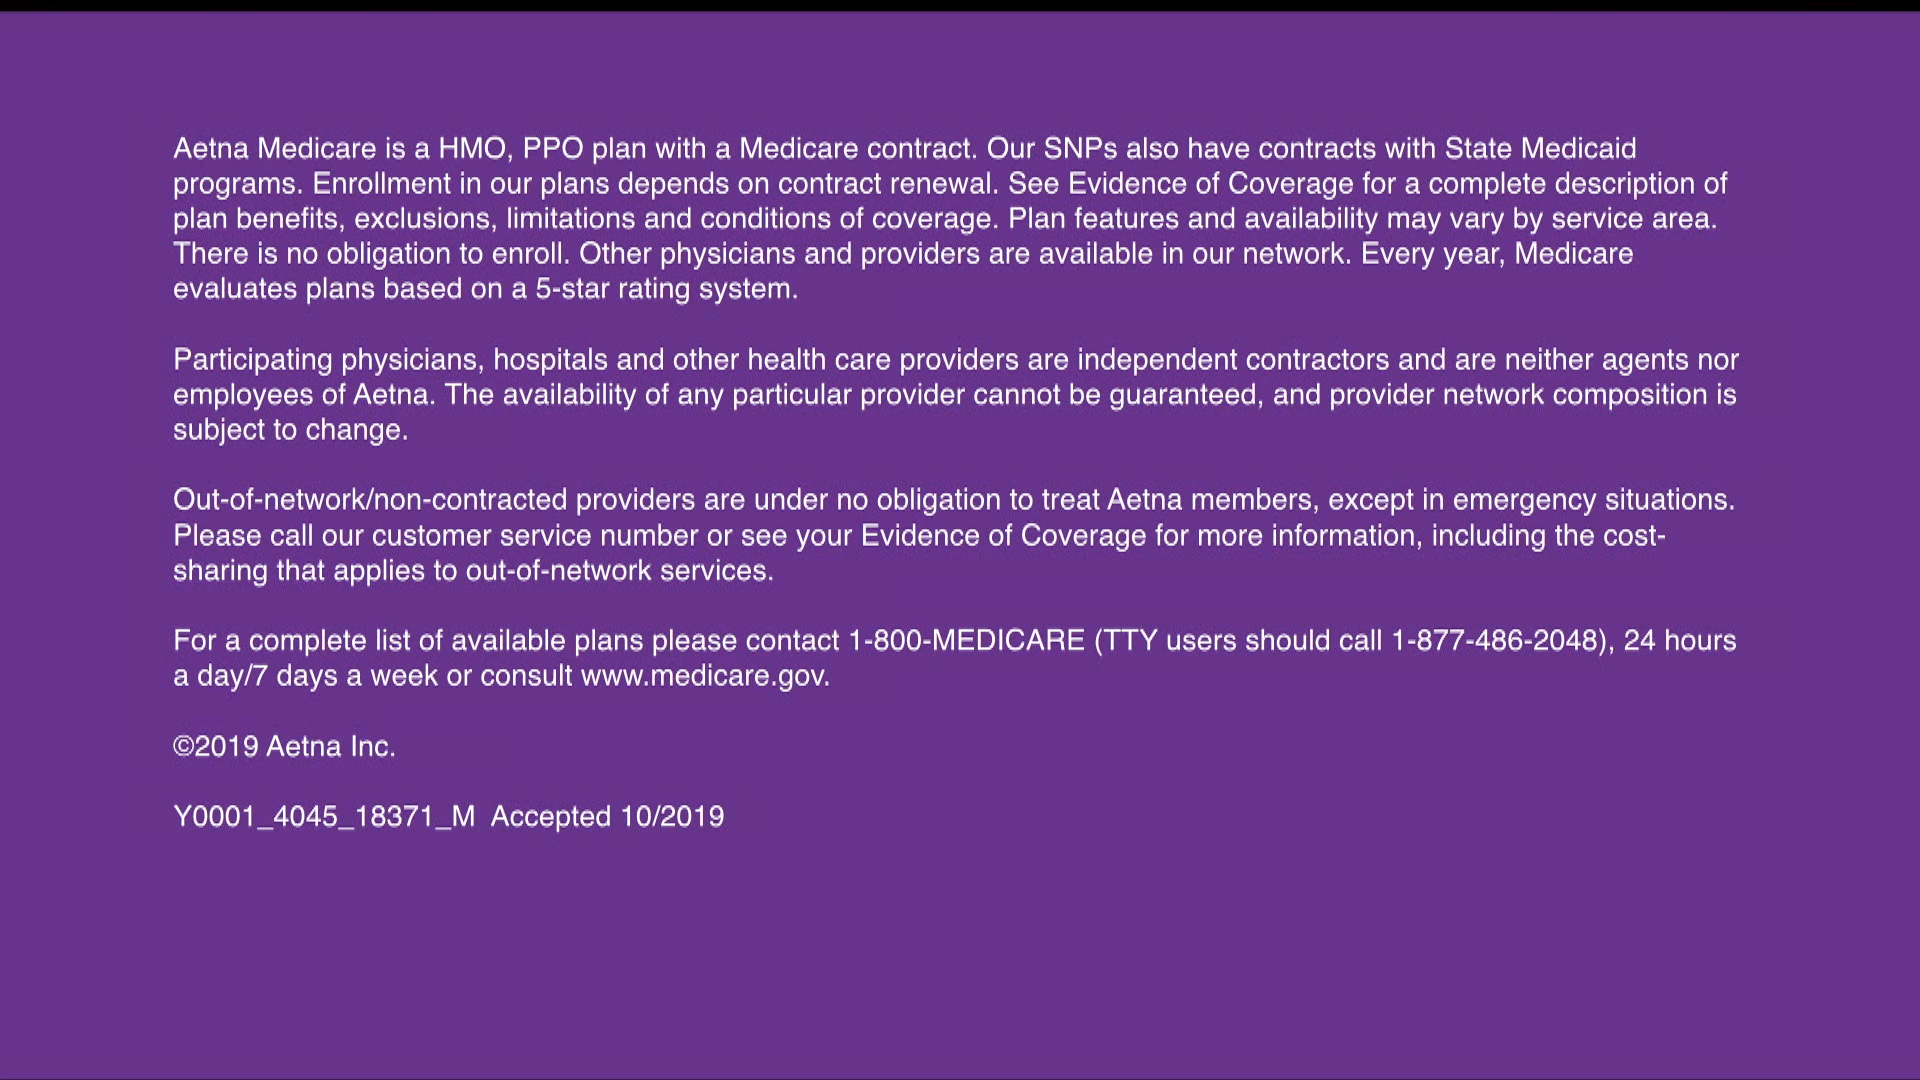 Aetna Medicare is a HMO, PPO plan with a Medicare contract. Our SNPs also have contracts with State Medicaid
programs. Enrollment in our plans depends on contract renewal. See Evidence of Coverage for a complete description of
plan benefits, exclusions, limitations and conditions of coverage. Plan features and availability may vary by service area.
There is no obligation to enroll. Other physicians and providers are available in our network. Every year, Medicare
evaluates plans based on a 5-star rating system.
Participating physicians, hospitals and other health care providers are independent contractors and are neither agents nor
employees of Aetna. The availability of any particular provider cannot be guaranteed, and provider network composition is
subject to change.
Out-of-network/non-contracted providers are under no obligation to treat Aetna members, except in emergency situations.
Please call our customer service number or see your Evidence of Coverage for more information, including the cost-
sharing that applies to out-of-network services.
For a complete list of available plans please contact 1-800-MEDICARE (TTY users should call 1-877-486-2048), 24 hours
a day/7 days a week or consult www.medicare.gov.
©2019 Aetna Inc.
Y0001_4045_18371_M  Accepted 10/2019